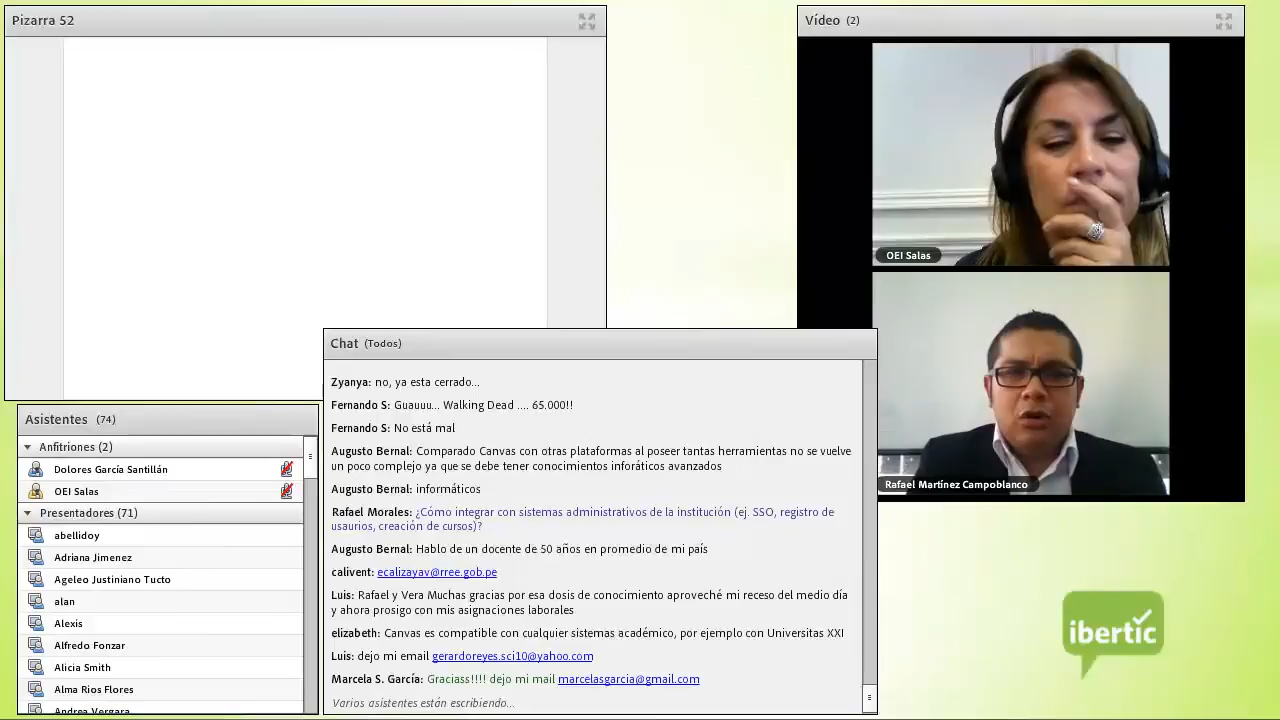 Pizarra 52
Vídeo (2)
OEI Salas
Rafael Martínez Campoblanco
Chat (Todos)
Zyanya: no, ya esta cerrado...
Fernando S: Guauuu... Walking Dead .... 65.000!!
Fernando S: No está mal
Augusto Bernal: Comparado Canvas con otras plataformas al poseer tantas herramientas no se vuelve
un poco complejo ya que se debe tener conocimientos inforáticos avanzados
Augusto Bernal: informáticos
Rafael Morales: ¿Cómo integrar con sistemas administrativos de la institución (ej. SSO, registro de
usaurios, creación de cursos)?
Augusto Bernal: Hablo de un docente de 50 años en promedio de mi país
calivent: ecalizayav@rree.gob.pe
Luis: Rafael y Vera Muchas gracias por esa dosis de conocimiento aproveché mi receso del medio día
y ahora prosigo con mis asignaciones laborales
elizabeth: Canvas es compatible con cualquier sistemas académico, por ejemplo con Universitas XXI
Luis: dejo mi email gerardoreyes.sci10@yahoo.com
Marcela S. García: Graciass!!!! dejo mi mail marcelasgarcia@gmail.com
Varios asistentes están escribiendo...
Asistentes (74)
Anfitriones (2)
Dolores García Santillán
OEI Salas
Presentadores (71)
abellidoy
Adriana Jimenez
Ageleo Justiniano Tucto
alan
Alexis
Alfredo Fonzar
Alicia Smith
Alma Rios Flores
Andrea Vergara
ibertic